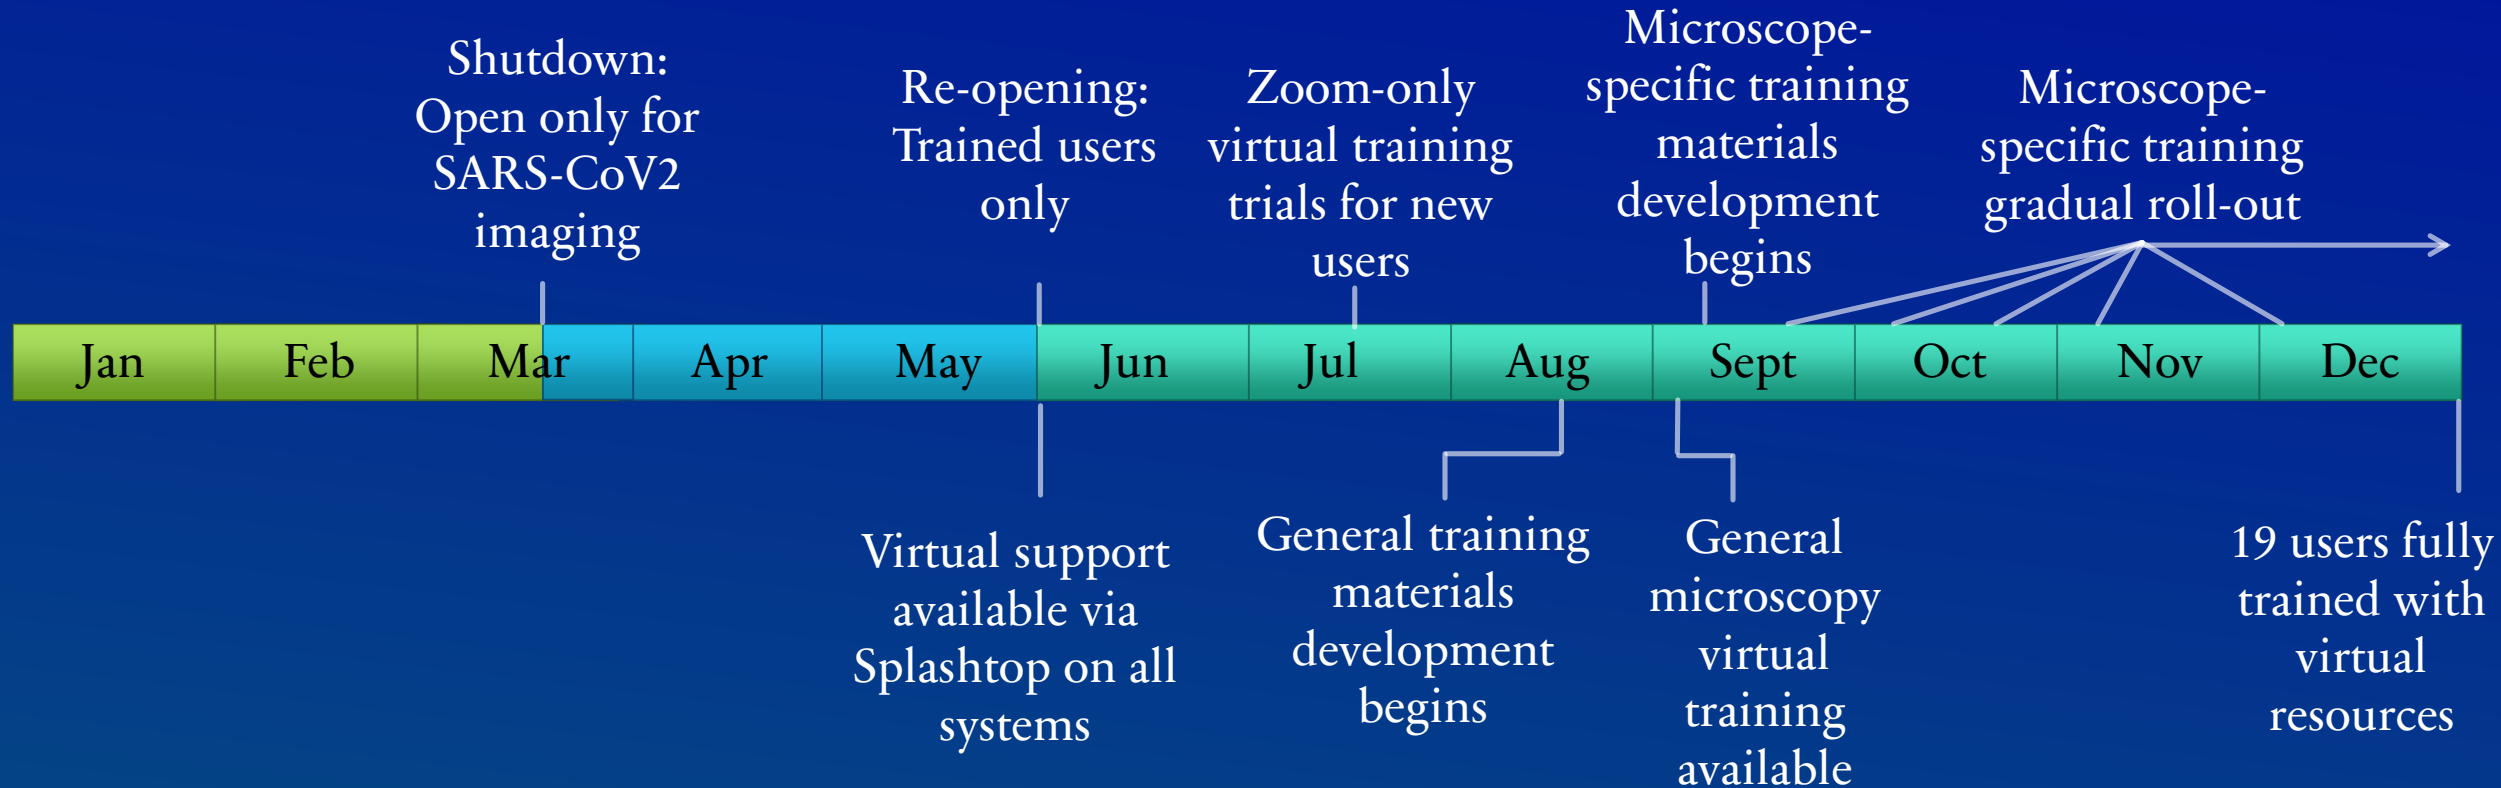 Shutdown:
Open only for
SARS-CoV2
imaging
Re-opening:
Trained users
only
Zoom-only
virtual training
trials for new
users
Microscope-
specific training
materials
development
begins
Microscope-
specific training
gradual roll-out
Jan Feb Mar Apr May Jun Jul Aug Sept Oct Nov Dec
Virtual support
available via
Splashtop on all
systems
General training
materials
development
begins
General
microscopy
virtual
training
available
19 users fully
trained with
virtual
resources